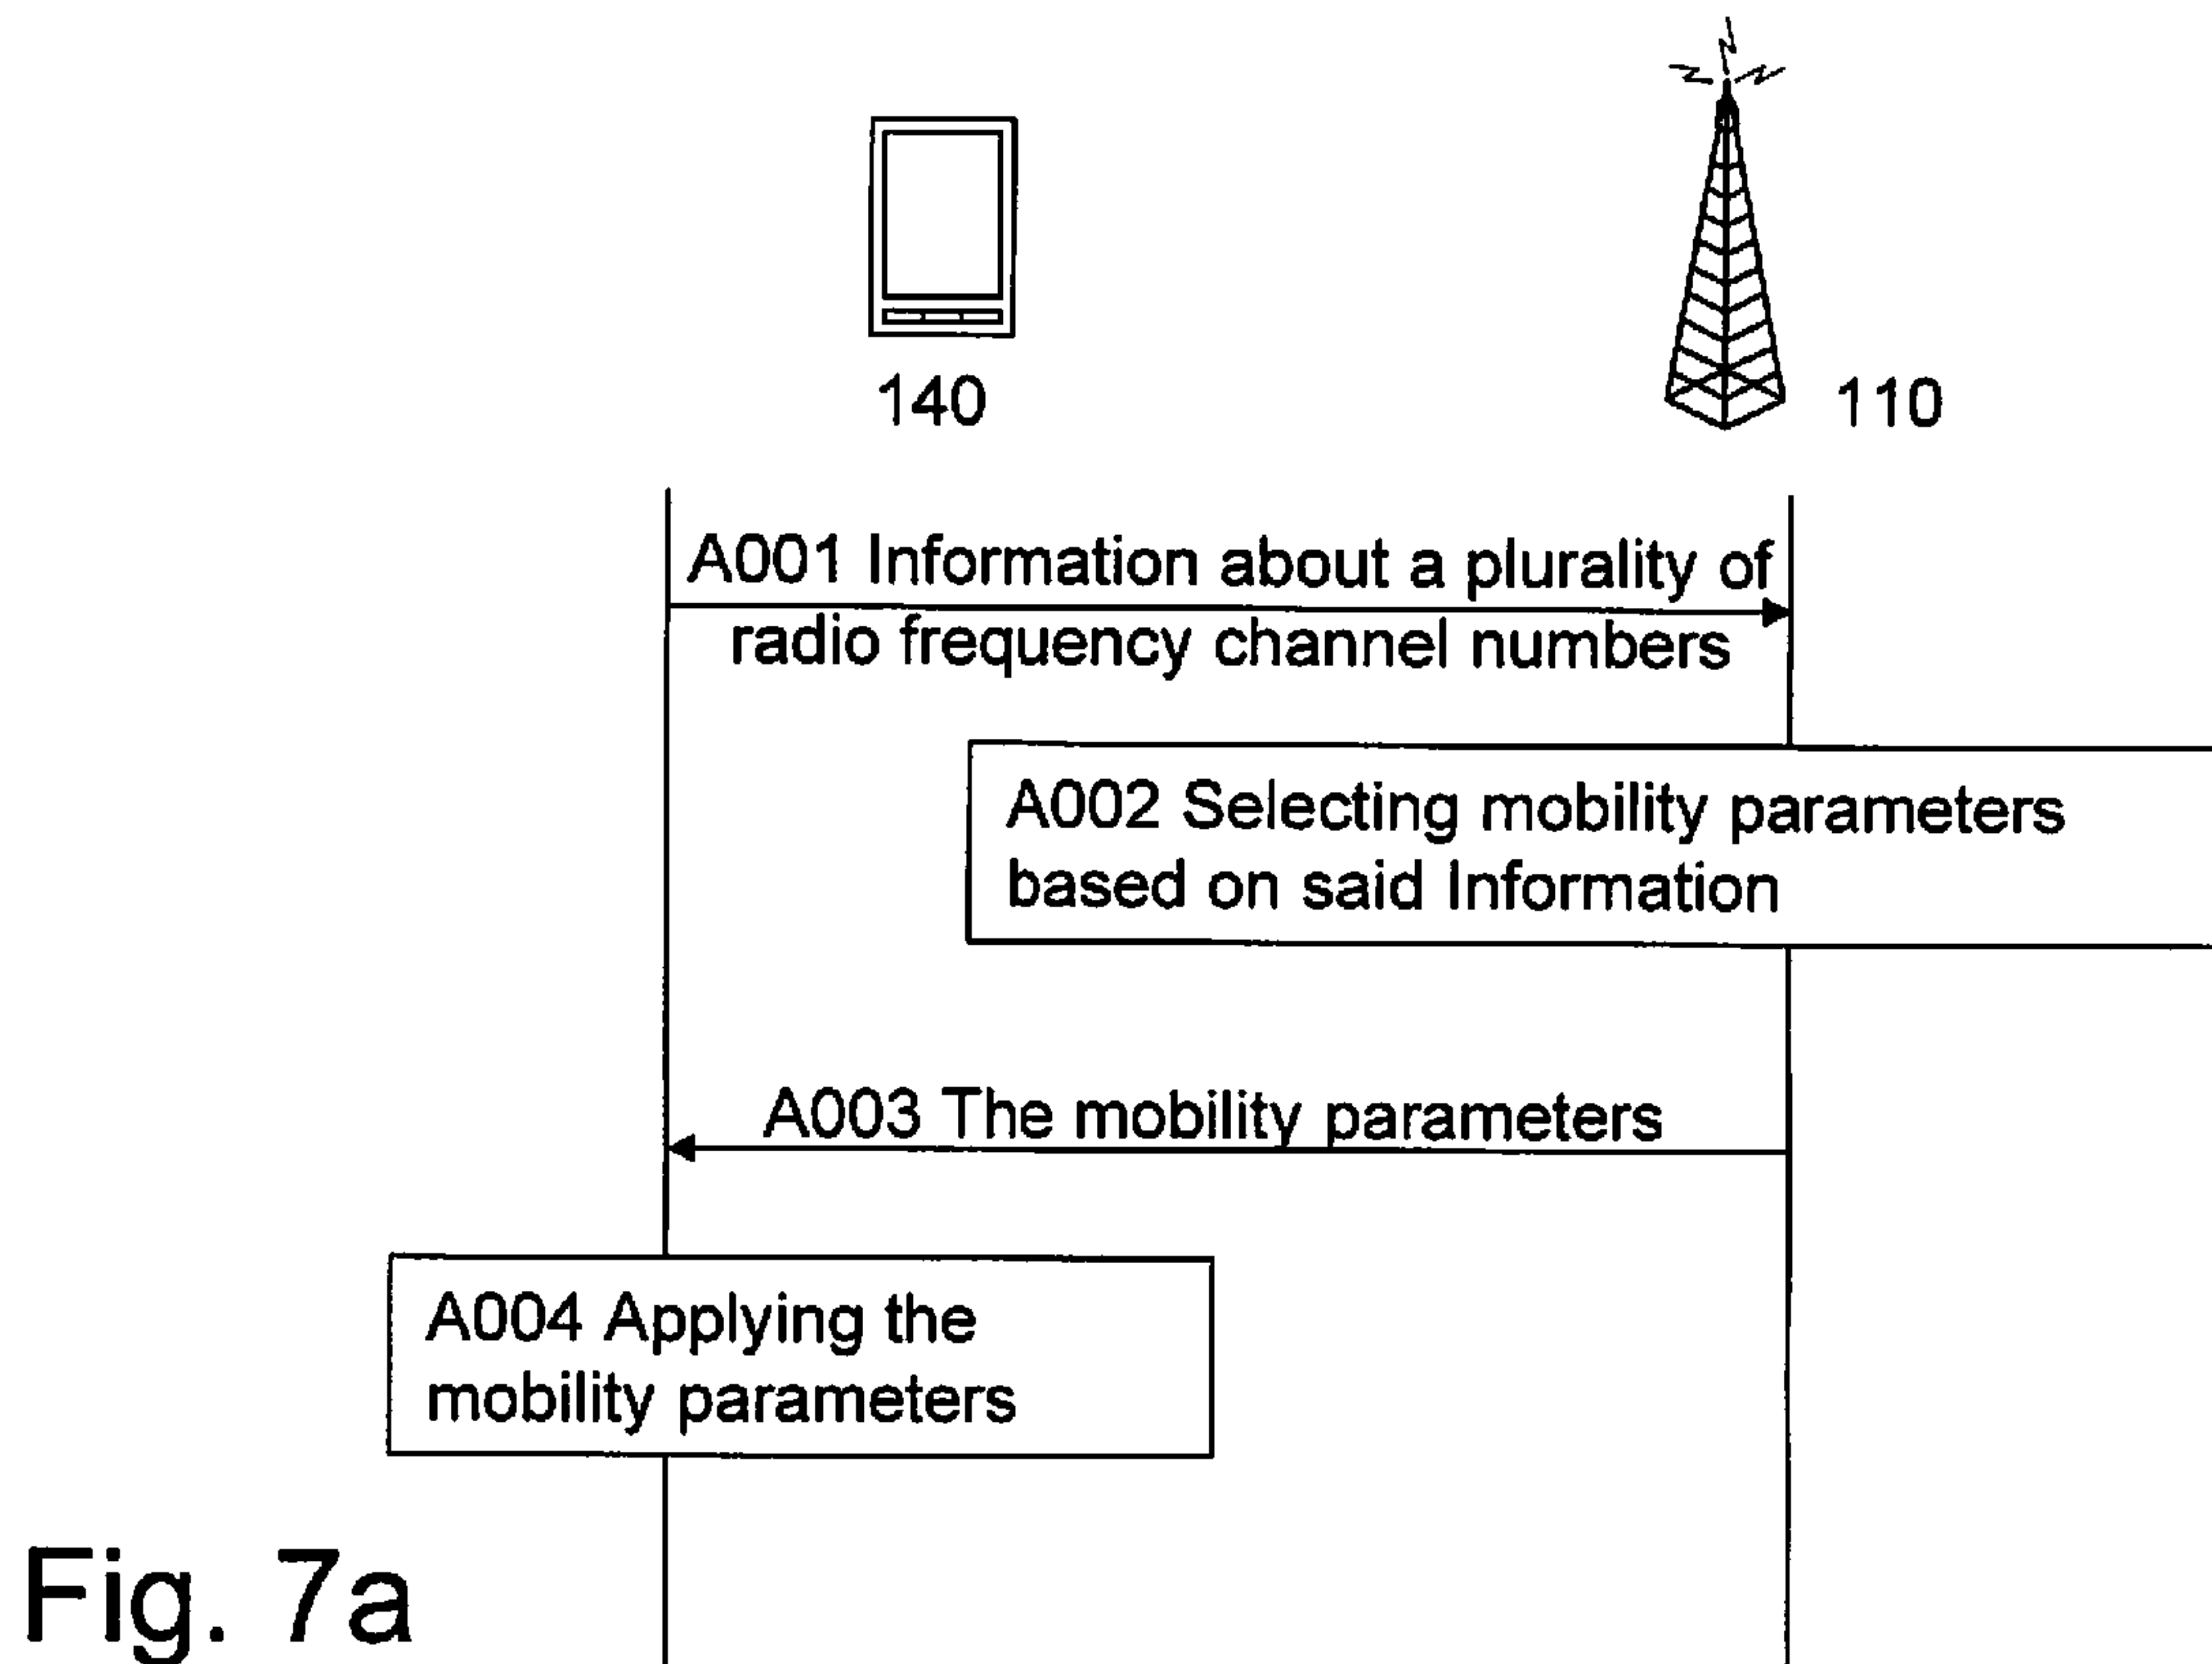 140
110
A001 Information about a plurality of
radio frequency channel numbers
A002 Selecting mobility parameters
based on said Information
A003 The mobility parameters
A004 Applying the
mobility parameters
Fig. 7a